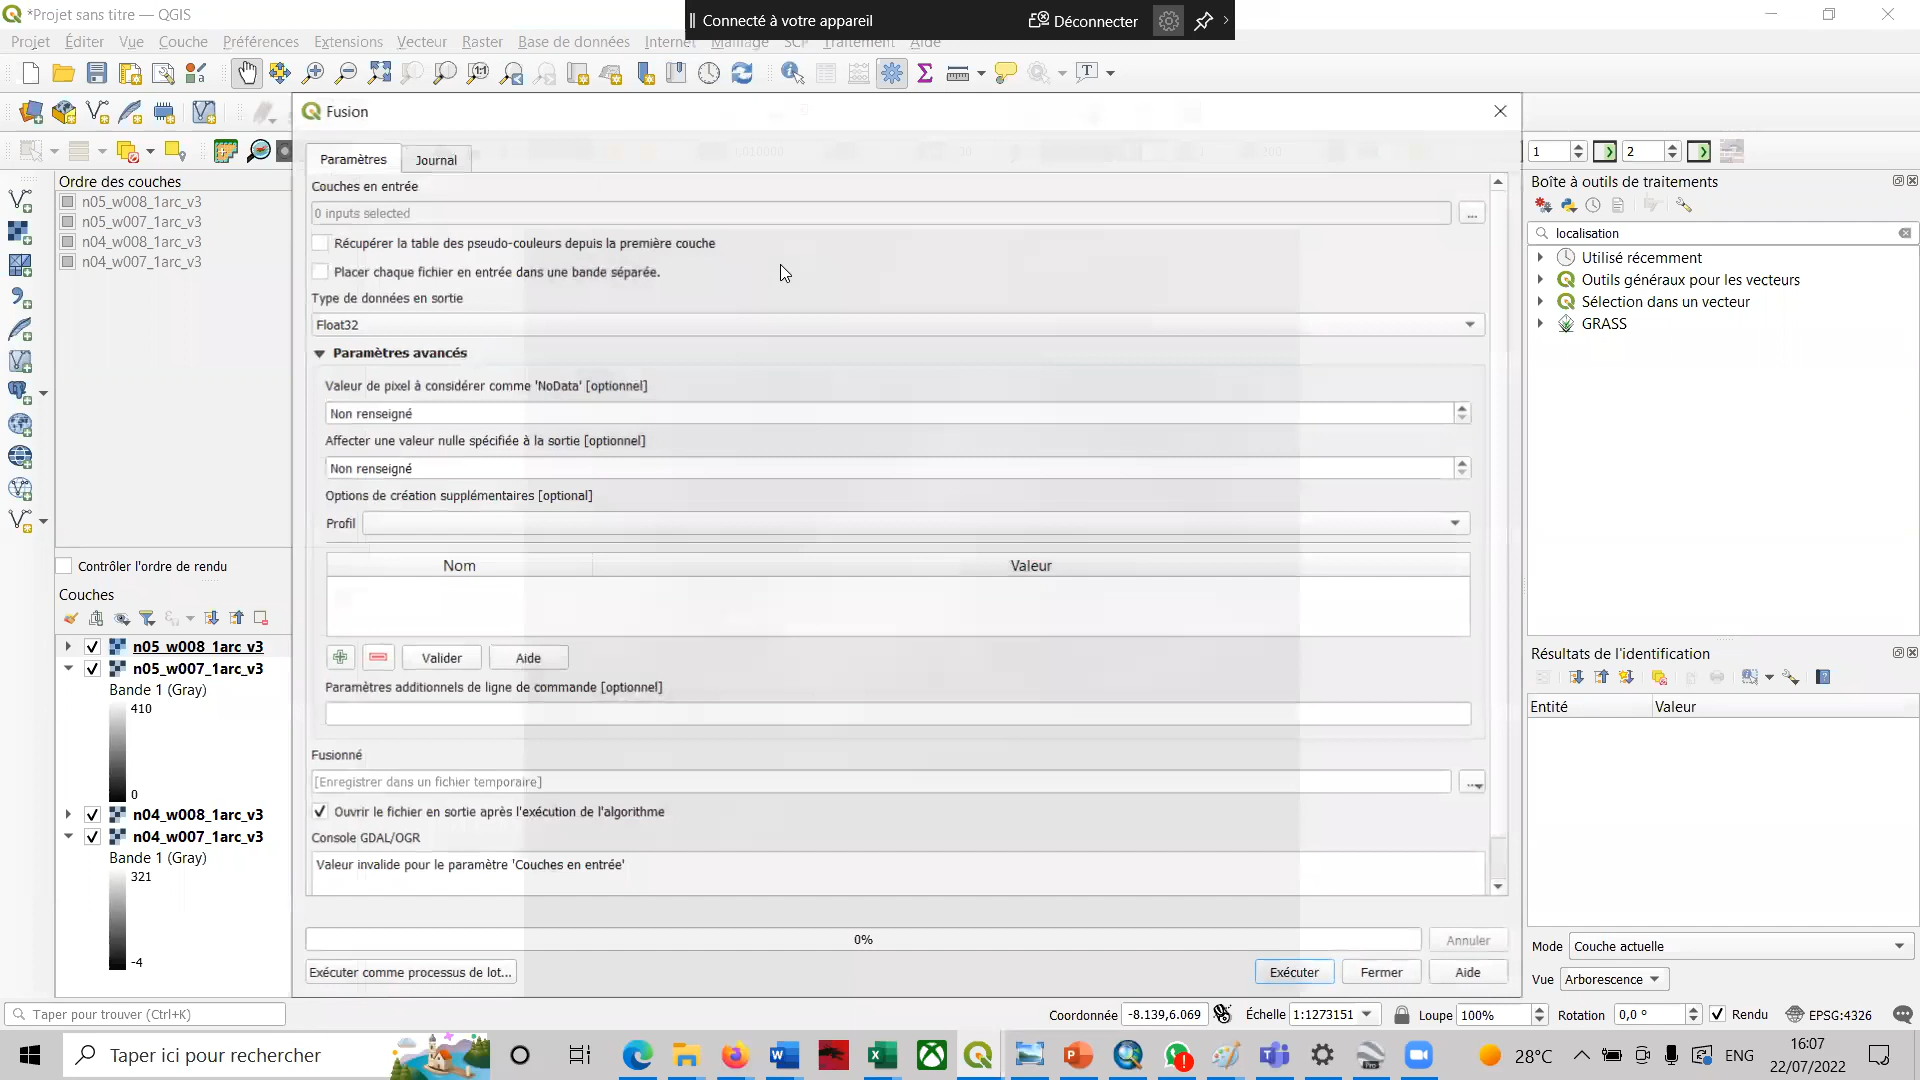 *Projet sans titre — QGIS
Connecté à votre appareil
Déconnecter
Projet Éditer Vue Couche Préférences Extensions Vecteur Raster Base de données Internet Maillage SCP Traitement Aide
Fusion
1
2
Paramètres
Journal
Ordre des couches
n05_w008_1arc_v3
n05_w007_1arc_v3
n04_w008_1arc_v3
n04_w007_1arc_v3
Couches en entrée
0 inputs selected
...
Récupérer la table des pseudo-couleurs depuis la première couche
Placer chaque fichier en entrée dans une bande séparée.
Type de données en sortie
Float32
Paramètres avancés
Valeur de pixel à considérer comme 'NoData' [optionnel]
Non renseigné
Affecter une valeur nulle spécifiée à la sortie [optionnel]
Non renseigné
Options de création supplémentaires [optional]
Profil
Nom
Valeur
Valider
Aide
Paramètres additionnels de ligne de commande [optionnel]
Fusionné
[Enregistrer dans un fichier temporaire]
...
Ouvrir le fichier en sortie après l'exécution de l'algorithme
Console GDAL/OGR
Valeur invalide pour le paramètre 'Couches en entrée'
0%
Annuler
Exécuter comme processus de lot...
Exécuter
Fermer
Aide
Contrôler l'ordre de rendu
Couches
n05_w008_1arc_v3
n05_w007_1arc_v3
Bande 1 (Gray)
410
0
n04_w008_1arc_v3
n04_w007_1arc_v3
Bande 1 (Gray)
321
-4
Boîte à outils de traitements
localisation
Utilisé récemment
Outils généraux pour les vecteurs
Sélection dans un vecteur
GRASS
Résultats de l'identification
Entité
Valeur
Mode Couche actuelle
Vue Arborescence
Taper pour trouver (Ctrl+K)
Coordonnée -8.139,6.069
Échelle 1:1273151
Loupe 100%
Rotation 0,0 °
Rendu
EPSG:4326
Taper ici pour rechercher
28°C
ENG
16:07
22/07/2022